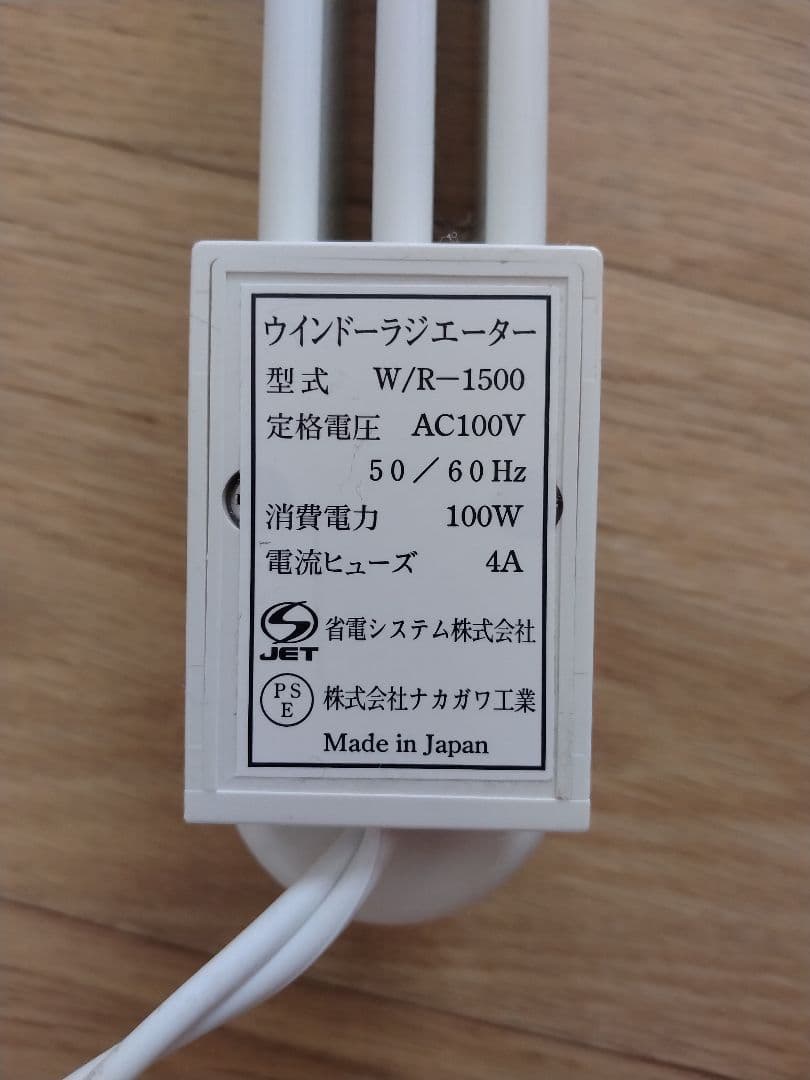 ウインドーラジエーター
型式 W/R-1500
定格電圧 AC100V
50/60Hz
消費電力 100W
電流ヒューズ 4A
JET 省電システム株式会社
PSE 株式会社ナカガワ工業
Made in Japan